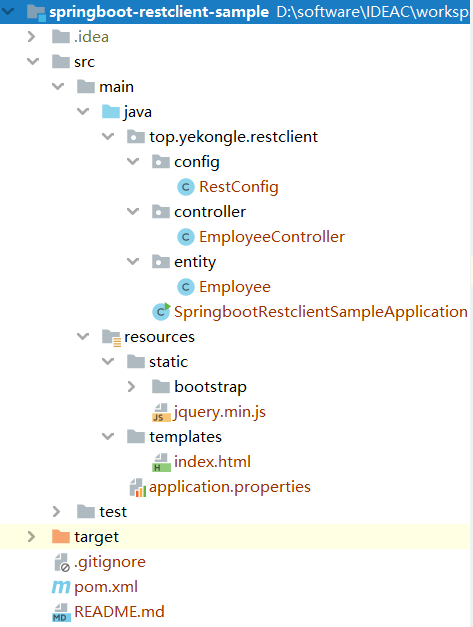 springboot-restclient-sample D:\software\IDEAC\worksp
.idea
src
main
java
top.yekongle.restclient
config
C RestConfig
controller
C EmployeeController
entity
C Employee
C SpringbootRestclientSampleApplication
resources
static
bootstrap
JS jquery.min.js
templates
H index.html
application.properties
test
target
.gitignore
m pom.xml
MD README.md